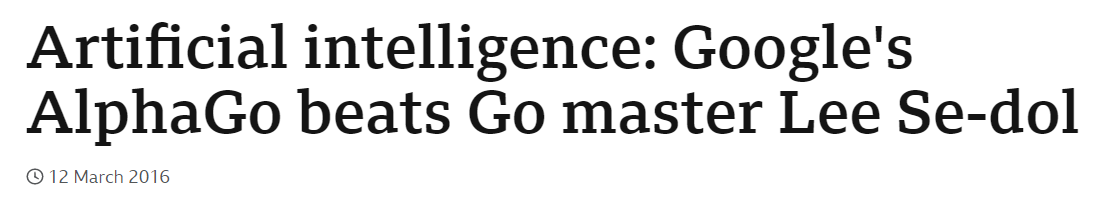 Artificial intelligence: Google's
AlphaGo beats Go master Lee Se-dol
12 March 2016